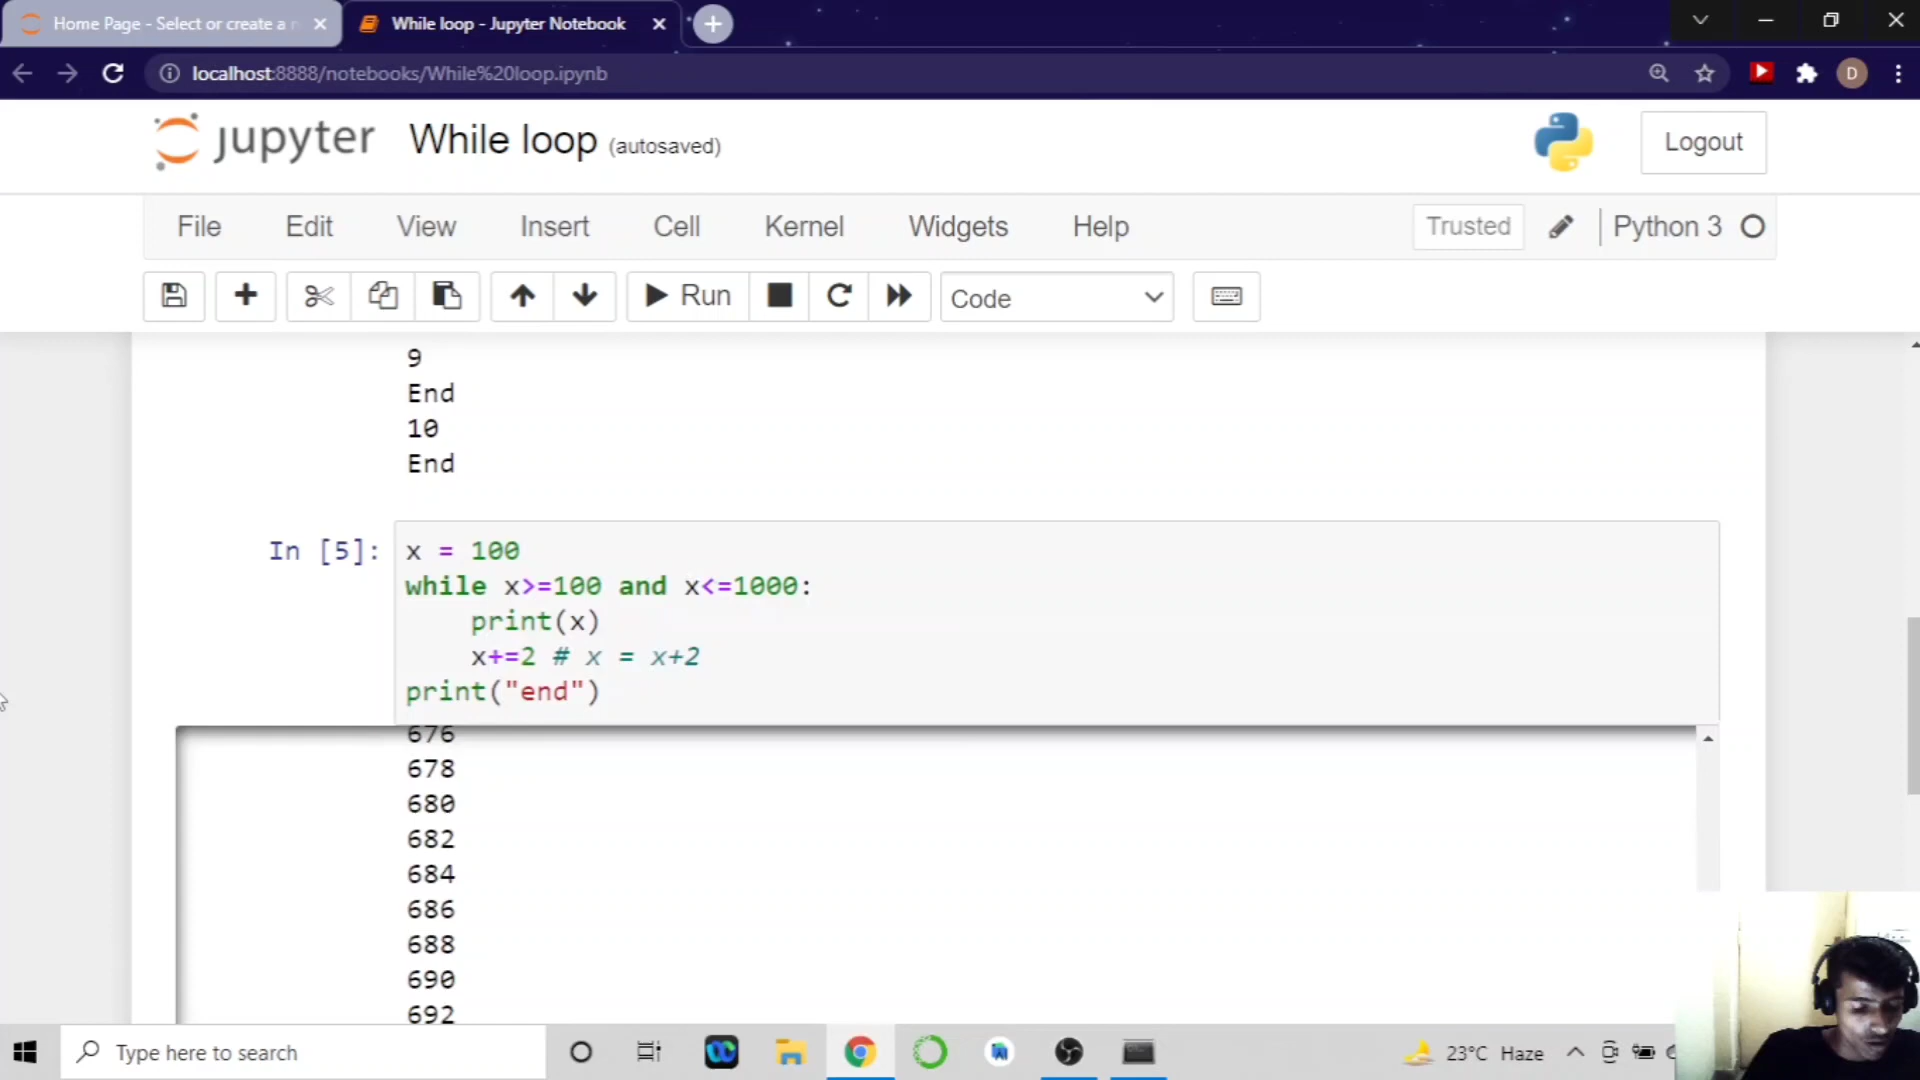 Home Page - Select or create a n
While loop - Jupyter Notebook
localhost:8888/notebooks/While%20loop.ipynb
D
jupyter While loop (autosaved)
Logout
File Edit View Insert Cell Kernel Widgets Help Trusted Python 3
Run Code
9
End
10
End
In [5]: x = 100
while x>=100 and x<=1000:
print(x)
x+=2 # x = x+2
print("end")
676
678
680
682
684
686
688
690
692
Type here to search
23°C Haze